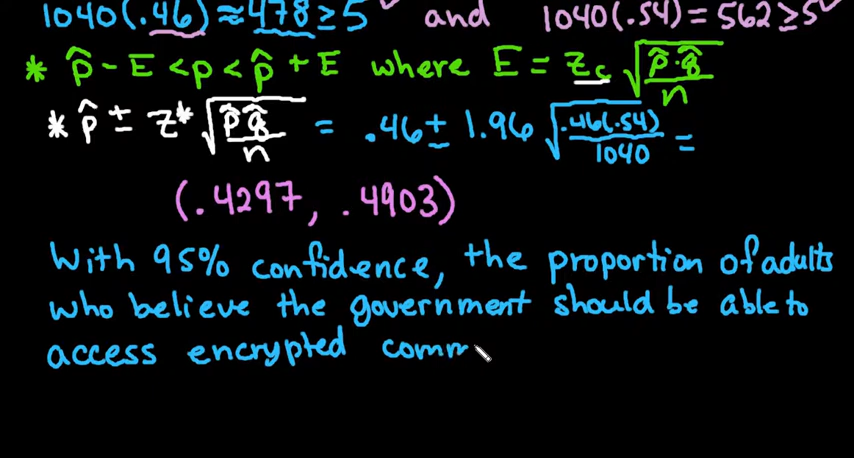 1040(.46) ≈ 478 ≥ 5 and 1040(.54) = 562 ≥ 5 ✓
* p̂ - E < p < p̂ + E where E = z_c √(p̂·q̂/n)
* p̂ ± z* √(p̂q̂/n) = .46 ± 1.96 √(.46(.54)/1040) =
(.4297, .4903)
With 95% confidence, the proportion of adults
who believe the government should be able to
access encrypted comm